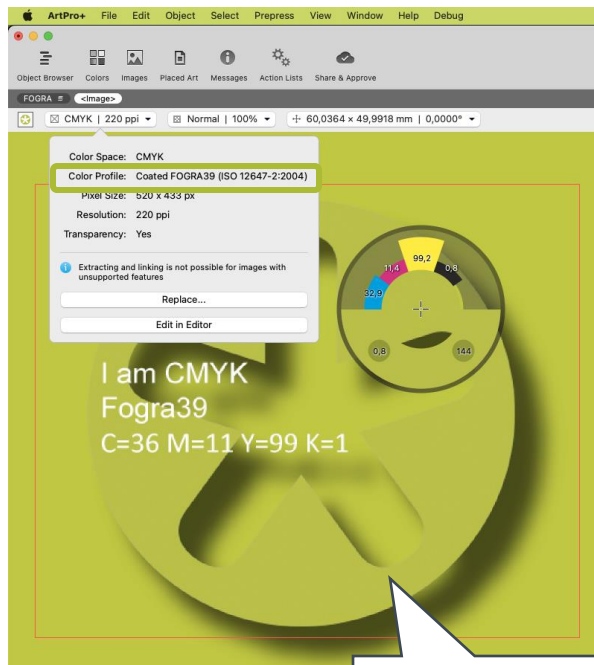 ArtPro+ File Edit Object Select Prepress View Window Help Debug
Object Browser Colors Images Placed Art Messages Action Lists Share & Approve
FOGRA <Image>
CMYK | 220 ppi Normal | 100% 60,0364 × 49,9918 mm | 0,0000°
Color Space: CMYK
Color Profile: Coated FOGRA39 (ISO 12647-2:2004)
Pixel Size: 520 x 433 px
Resolution: 220 ppi
Transparency: Yes
Extracting and linking is not possible for images with
unsupported features
Replace...
Edit in Editor
32,9 11,4 99,2 0,8
0,8 144
I am CMYK
Fogra39
C=36 M=11 Y=99 K=1